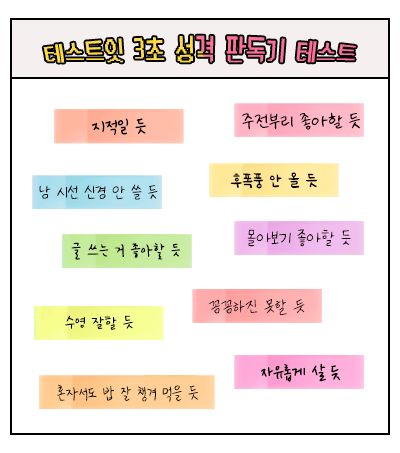 테스트잇 3초 성격 판독기 테스트
지적일 듯
주전부리 좋아할 듯
남 시선 신경 안 쓸 듯
후폭풍 안 올 듯
글 쓰는 거 좋아할 듯
몰아보기 좋아할 듯
수영 잘할 듯
꼼꼼하진 못할 듯
자유롭게 살 듯
혼자서도 밥 잘 챙겨 먹을 듯